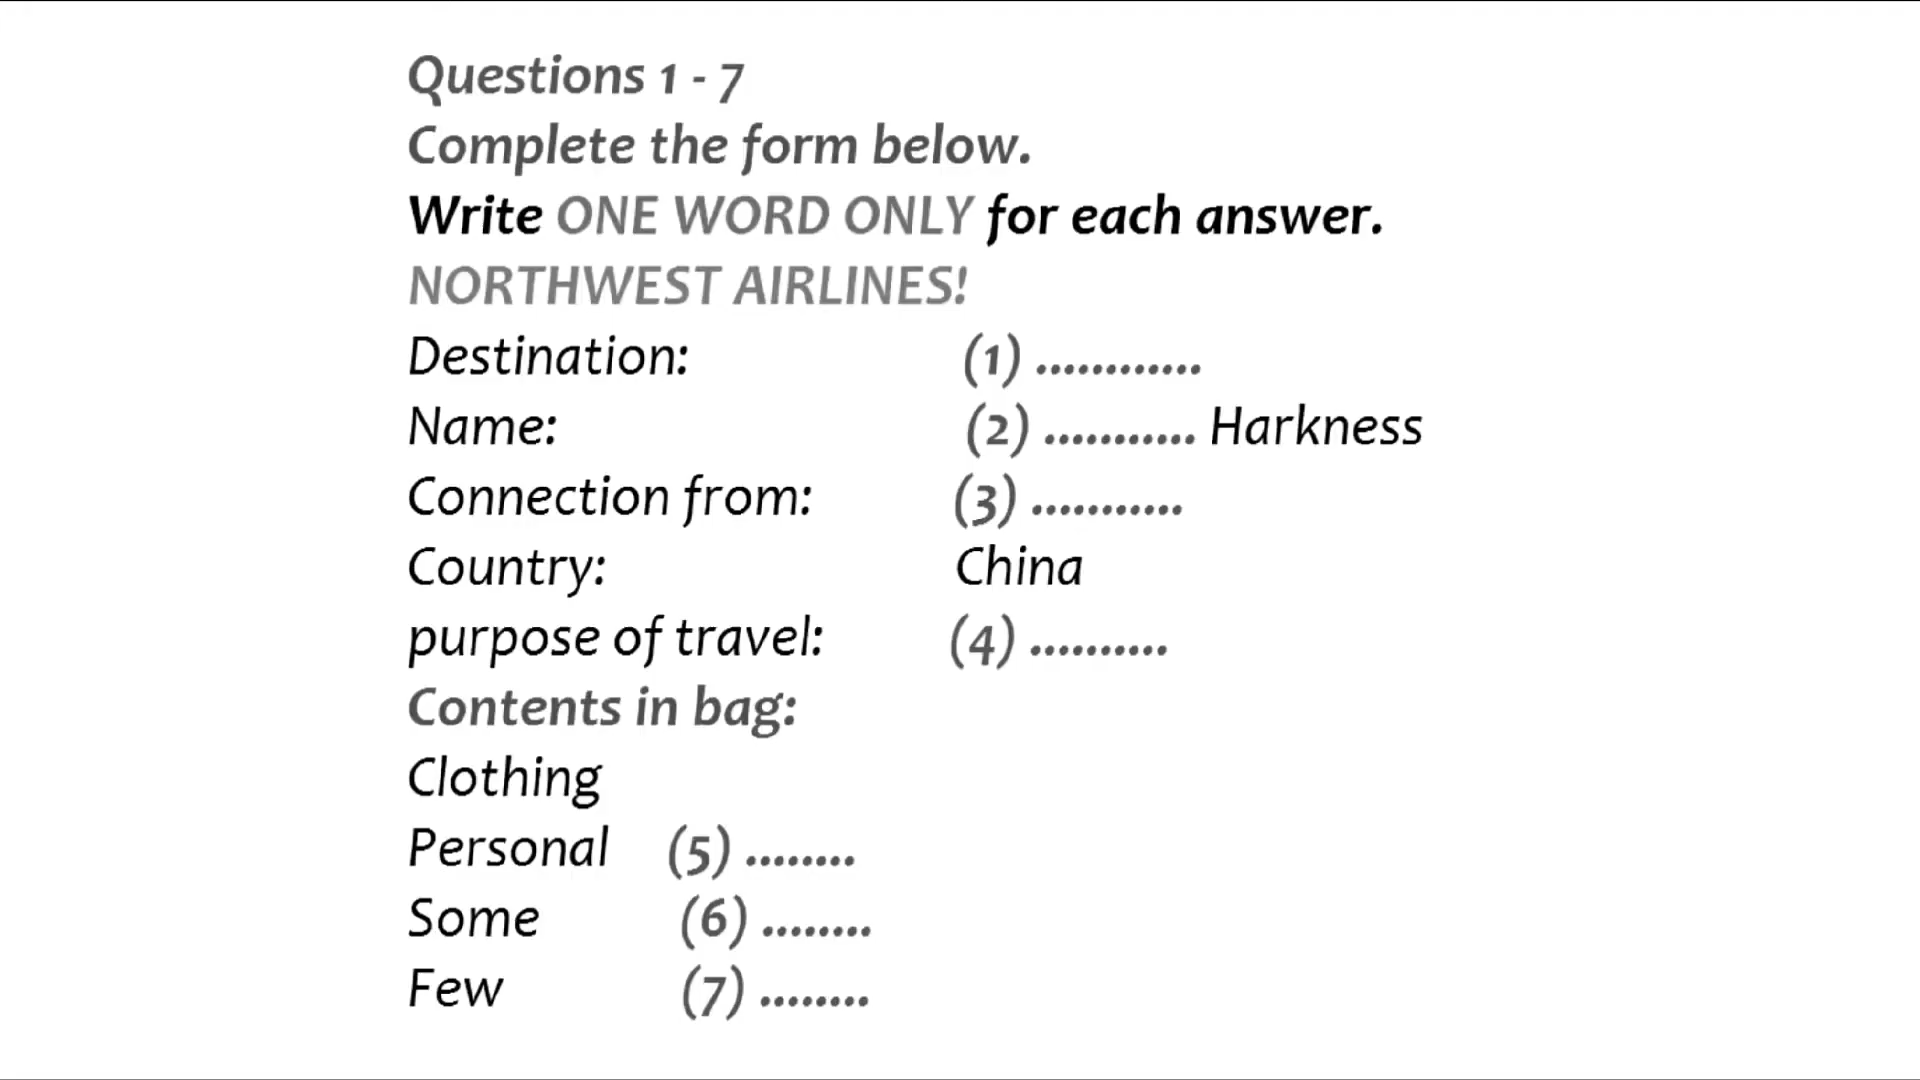 Questions 1 - 7
Complete the form below.
Write ONE WORD ONLY for each answer.
NORTHWEST AIRLINES!
Destination: (1) ............
Name: (2) ........... Harkness
Connection from: (3) ...........
Country: China
purpose of travel: (4) ..........
Contents in bag:
Clothing
Personal (5) ........
Some (6) ........
Few (7) ........